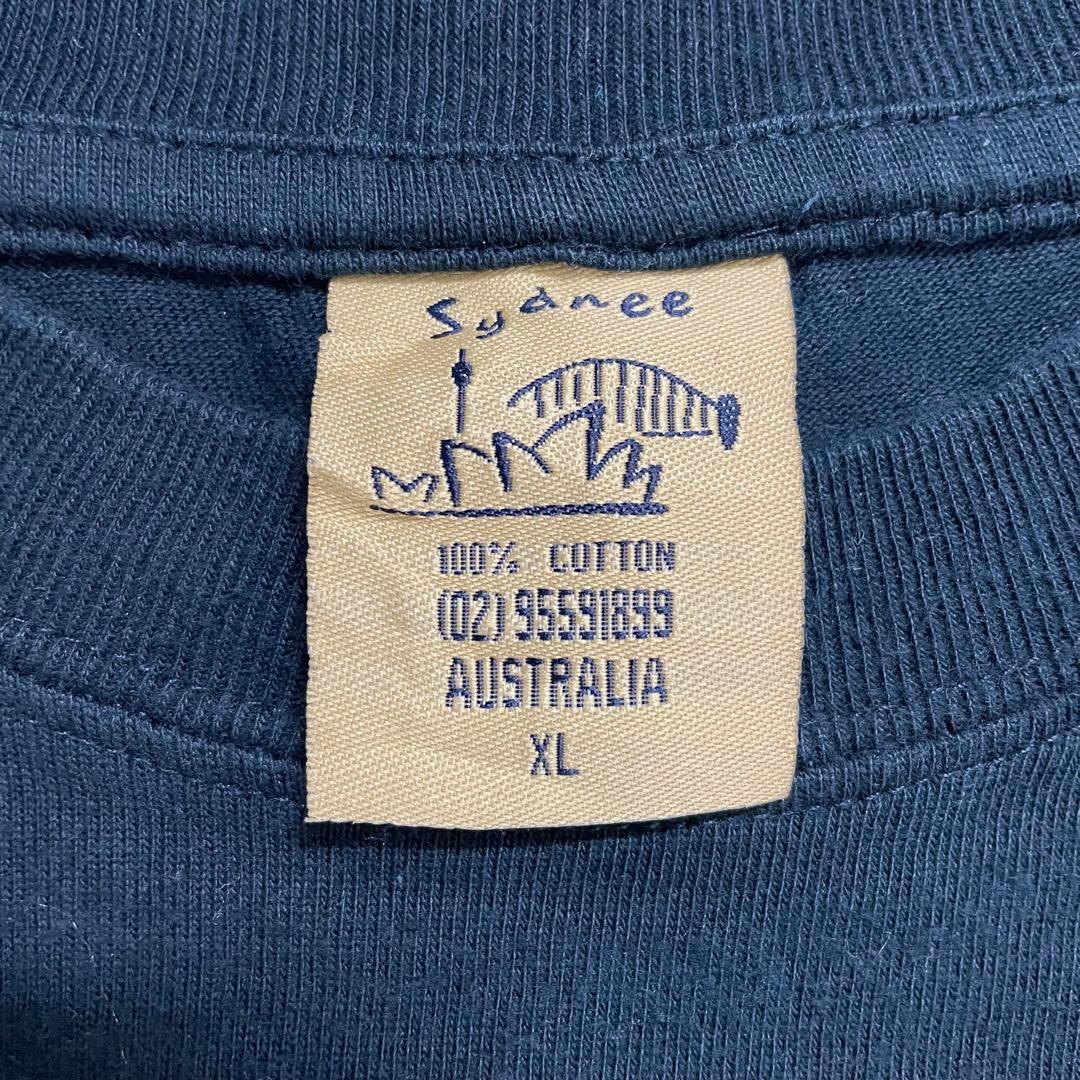 Sydnee
100% COTTON
(02)95591899
AUSTRALIA
XL